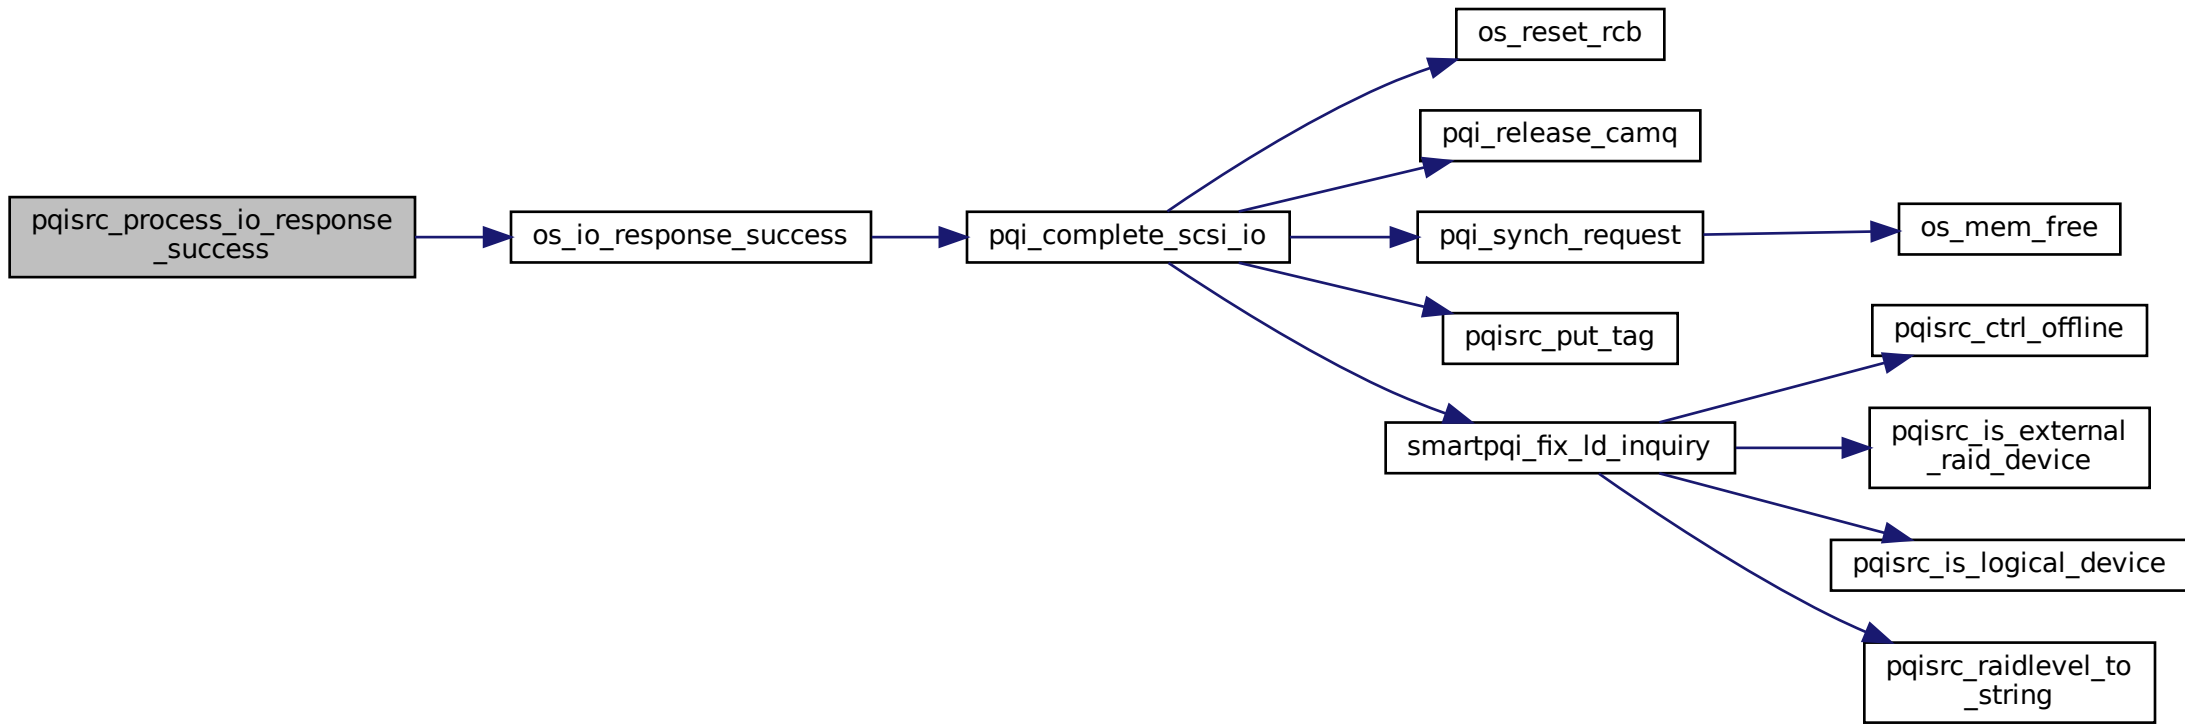 pqisrc_process_io_response
_success
os_io_response_success
pqi_complete_scsi_io
os_reset_rcb
pqi_release_camq
pqi_synch_request
os_mem_free
pqisrc_put_tag
smartpqi_fix_ld_inquiry
pqisrc_ctrl_offline
pqisrc_is_external
_raid_device
pqisrc_is_logical_device
pqisrc_raidlevel_to
_string